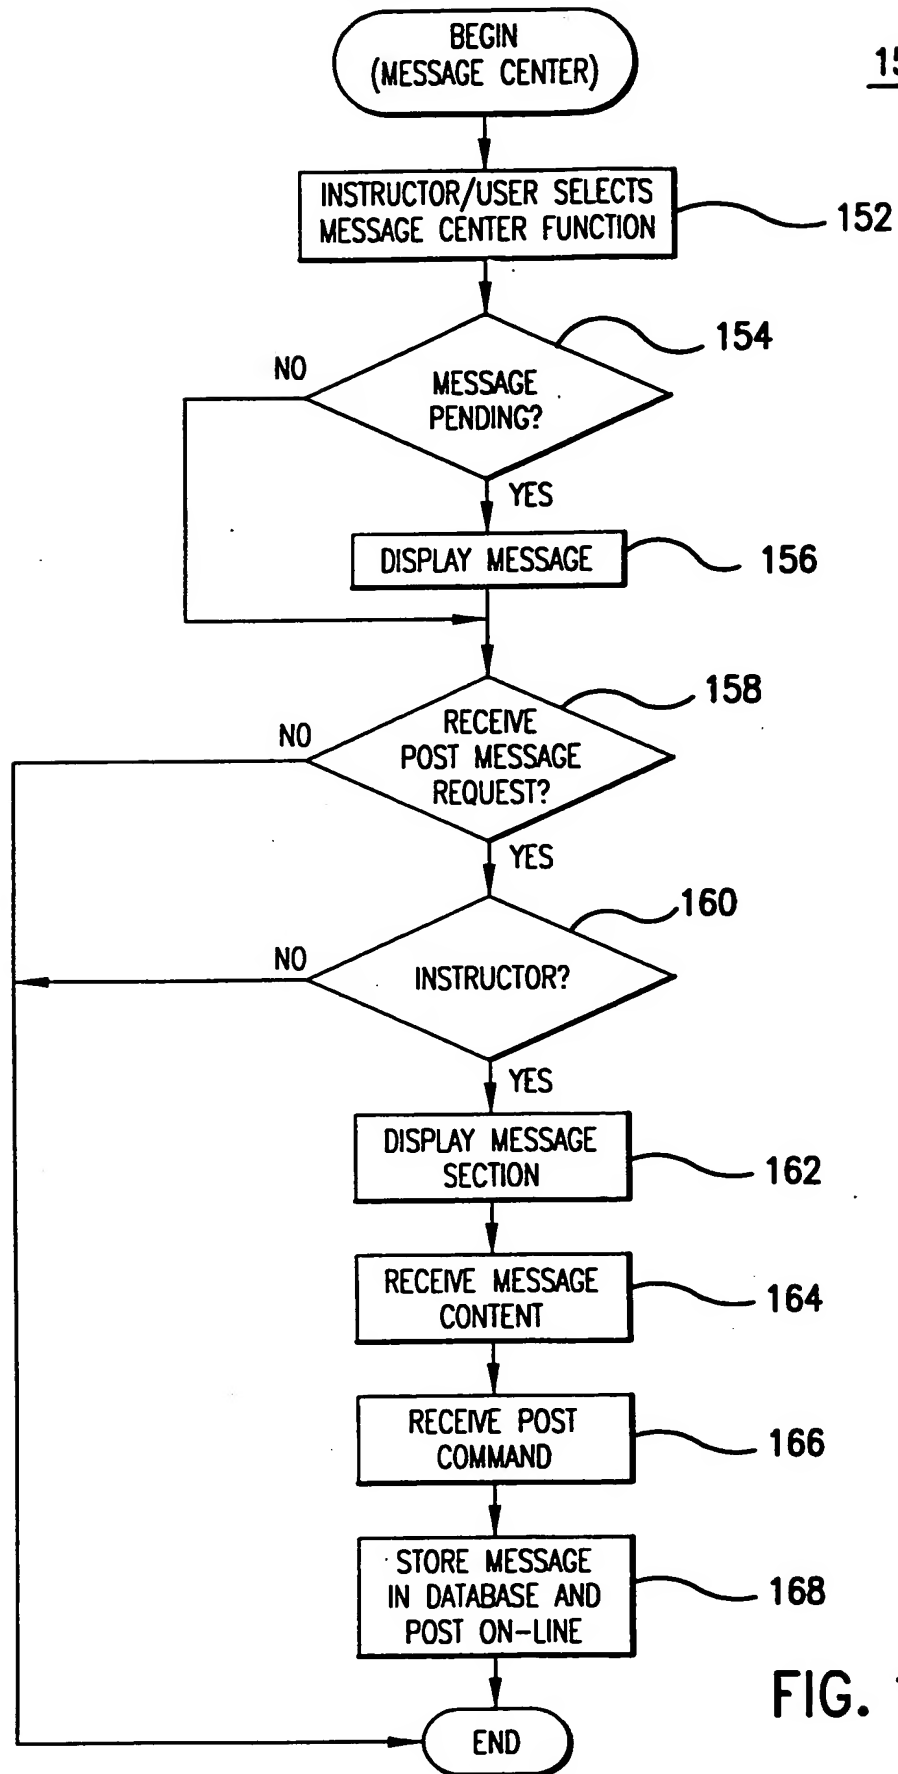 BEGIN
(MESSAGE CENTER)
INSTRUCTOR/USER SELECTS
MESSAGE CENTER FUNCTION
152
154
NO
MESSAGE
PENDING?
YES
DISPLAY MESSAGE
156
158
NO
RECEIVE
POST MESSAGE
REQUEST?
YES
160
NO
INSTRUCTOR?
YES
DISPLAY MESSAGE
SECTION
162
RECEIVE MESSAGE
CONTENT
164
RECEIVE POST
COMMAND
166
STORE MESSAGE
IN DATABASE AND
POST ON-LINE
168
FIG.
END